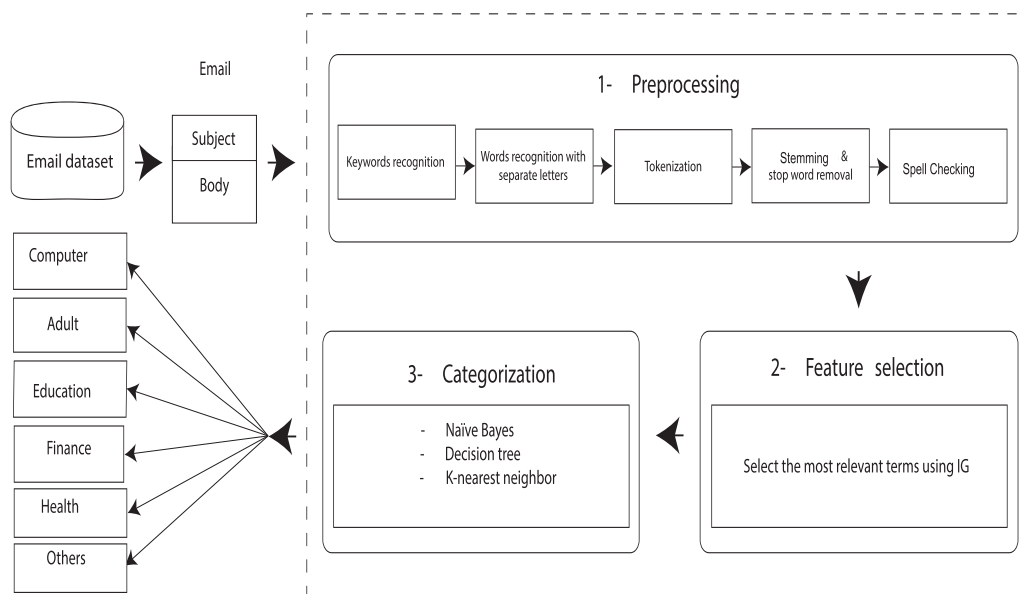 Email
Email dataset
Subject
Body
1- Preprocessing
Keywords recognition
Words recognition with
separate letters
Tokenization
Stemming &
stop word removal
Spell Checking
2- Feature selection
Select the most relevant terms using IG
3- Categorization
- Naïve Bayes
- Decision tree
- K-nearest neighbor
Computer
Adult
Education
Finance
Health
Others